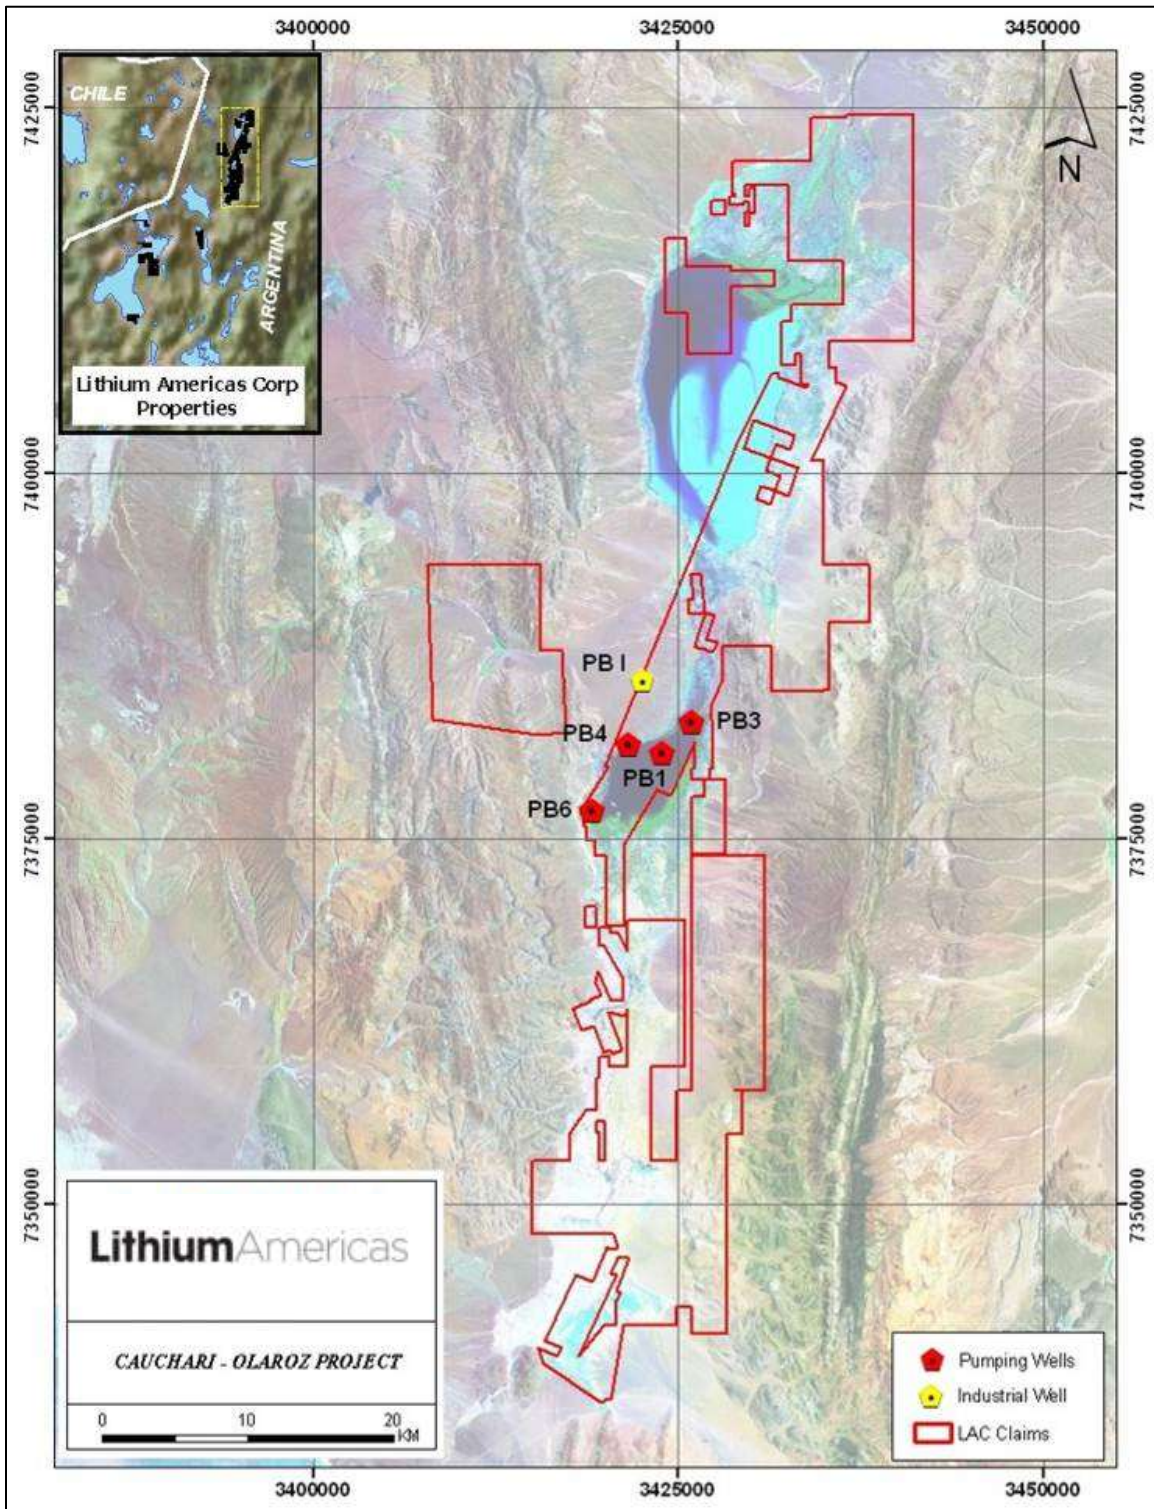 3400000
3425000
3450000
7425000
7425000
CHILE
ARGENTINA
Lithium Americas Corp
Properties
N
7400000
7400000
PB I
PB3
PB4
PB1
PB6
7375000
7375000
7350000
7350000
LithiumAmericas
CAUCHARI - OLAROZ PROJECT
0
10
20
KM
Pumping Wells
Industrial Well
LAC Claims
3400000
3425000
3450000